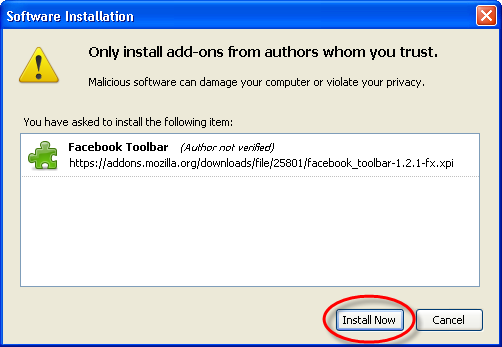 Software Installation
Only install add-ons from authors whom you trust.
Malicious software can damage your computer or violate your privacy.
You have asked to install the following item:
Facebook Toolbar (Author not verified)
https://addons.mozilla.org/downloads/file/25801/facebook_toolbar-1.2.1-fx.xpi
Install Now Cancel